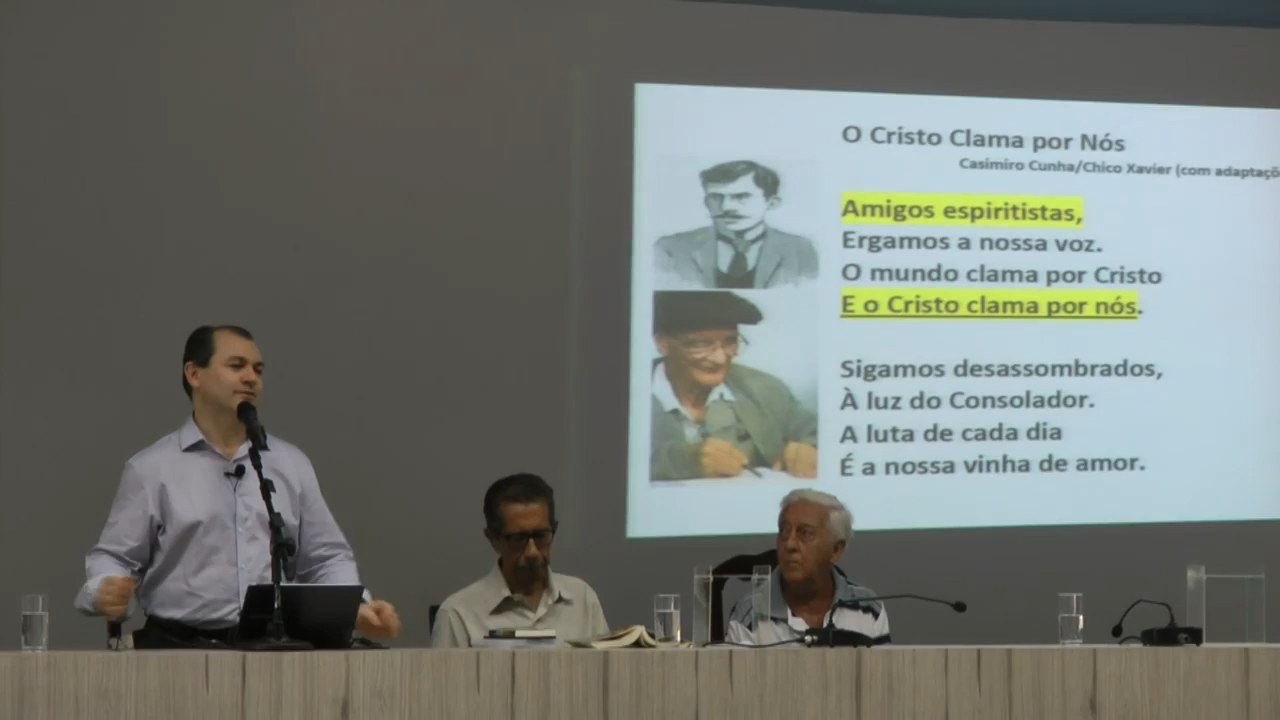 O Cristo Clama por Nós
Casimiro Cunha/Chico Xavier (com adaptaçõ
Amigos espiritistas,
Ergamos a nossa voz.
O mundo clama por Cristo
E o Cristo clama por nós.
Sigamos desassombrados,
À luz do Consolador.
A luta de cada dia
É a nossa vinha de amor.